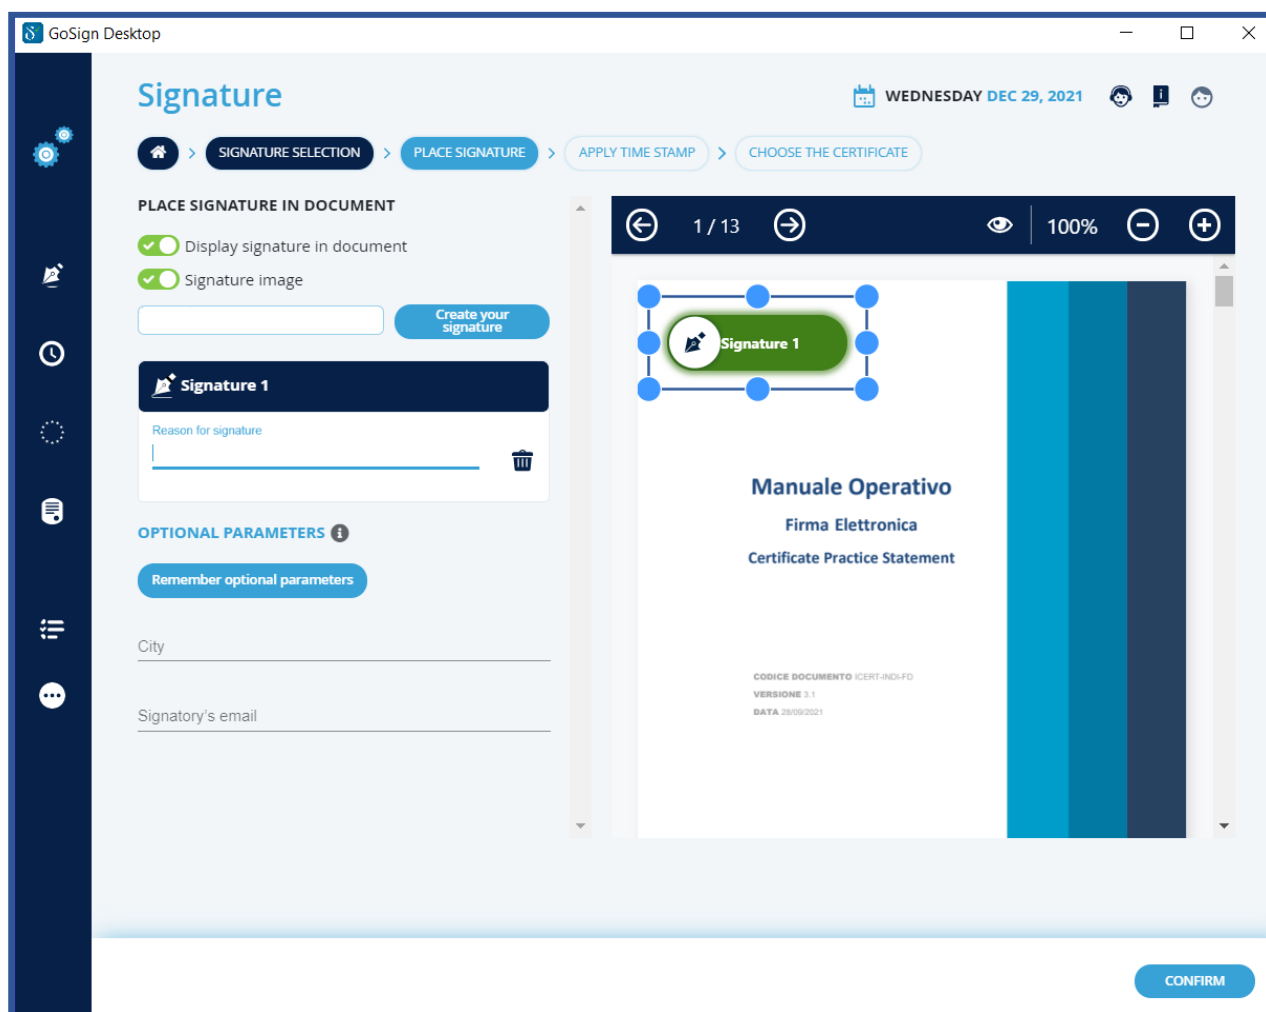 GoSign Desktop
Signature
WEDNESDAY DEC 29, 2021
SIGNATURE SELECTION > PLACE SIGNATURE > APPLY TIME STAMP > CHOOSE THE CERTIFICATE
PLACE SIGNATURE IN DOCUMENT
Display signature in document
Signature image
Create your
signature
Signature 1
Reason for signature
OPTIONAL PARAMETERS
Remember optional parameters
City
Signatory's email
1 / 13
100%
Signature 1
Manuale Operativo
Firma Elettronica
Certificate Practice Statement
CODICE DOCUMENTO ICERT-INDI-FD
VERSIONE 3.1
DATA 28/09/2021
CONFIRM